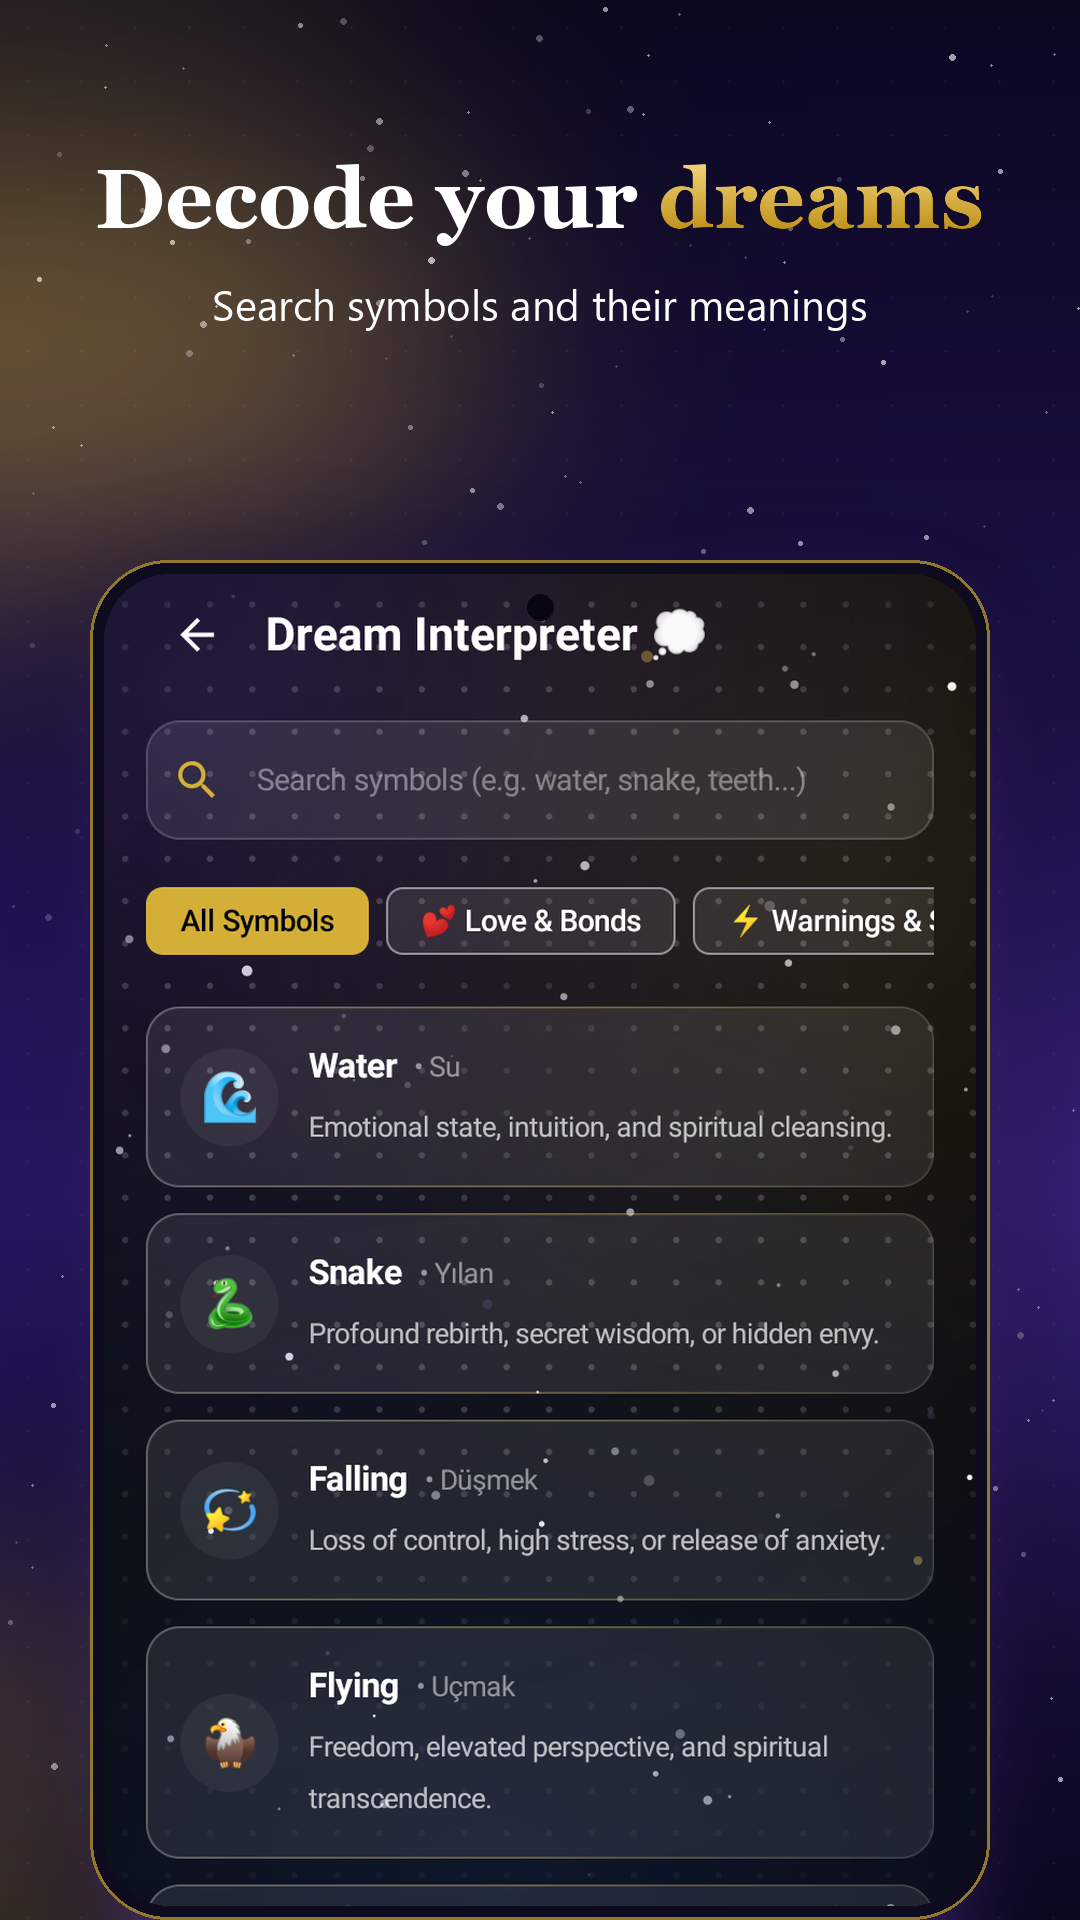 Decode your dreams
Search symbols and their meanings
Dream Interpreter
Search symbols (e.g. water, snake, teeth...)
All Symbols
Love & Bonds
Warnings &
Water • Su
Emotional state, intuition, and spiritual cleansing.
Snake • Yılan
Profound rebirth, secret wisdom, or hidden envy.
Falling • Düşmek
Loss of control, high stress, or release of anxiety.
Flying • Uçmak
Freedom, elevated perspective, and spiritual
transcendence.